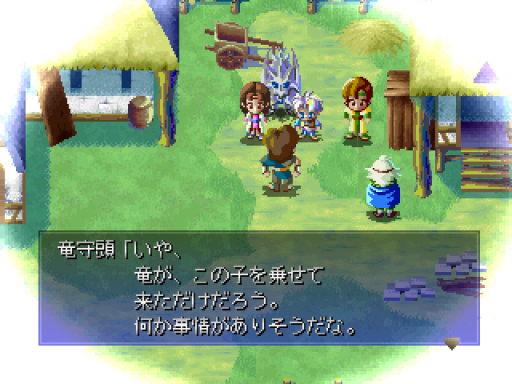 竜守頭「いや、
竜が、この子を乗せて
来ただけだろう。
何か事情がありそうだな。